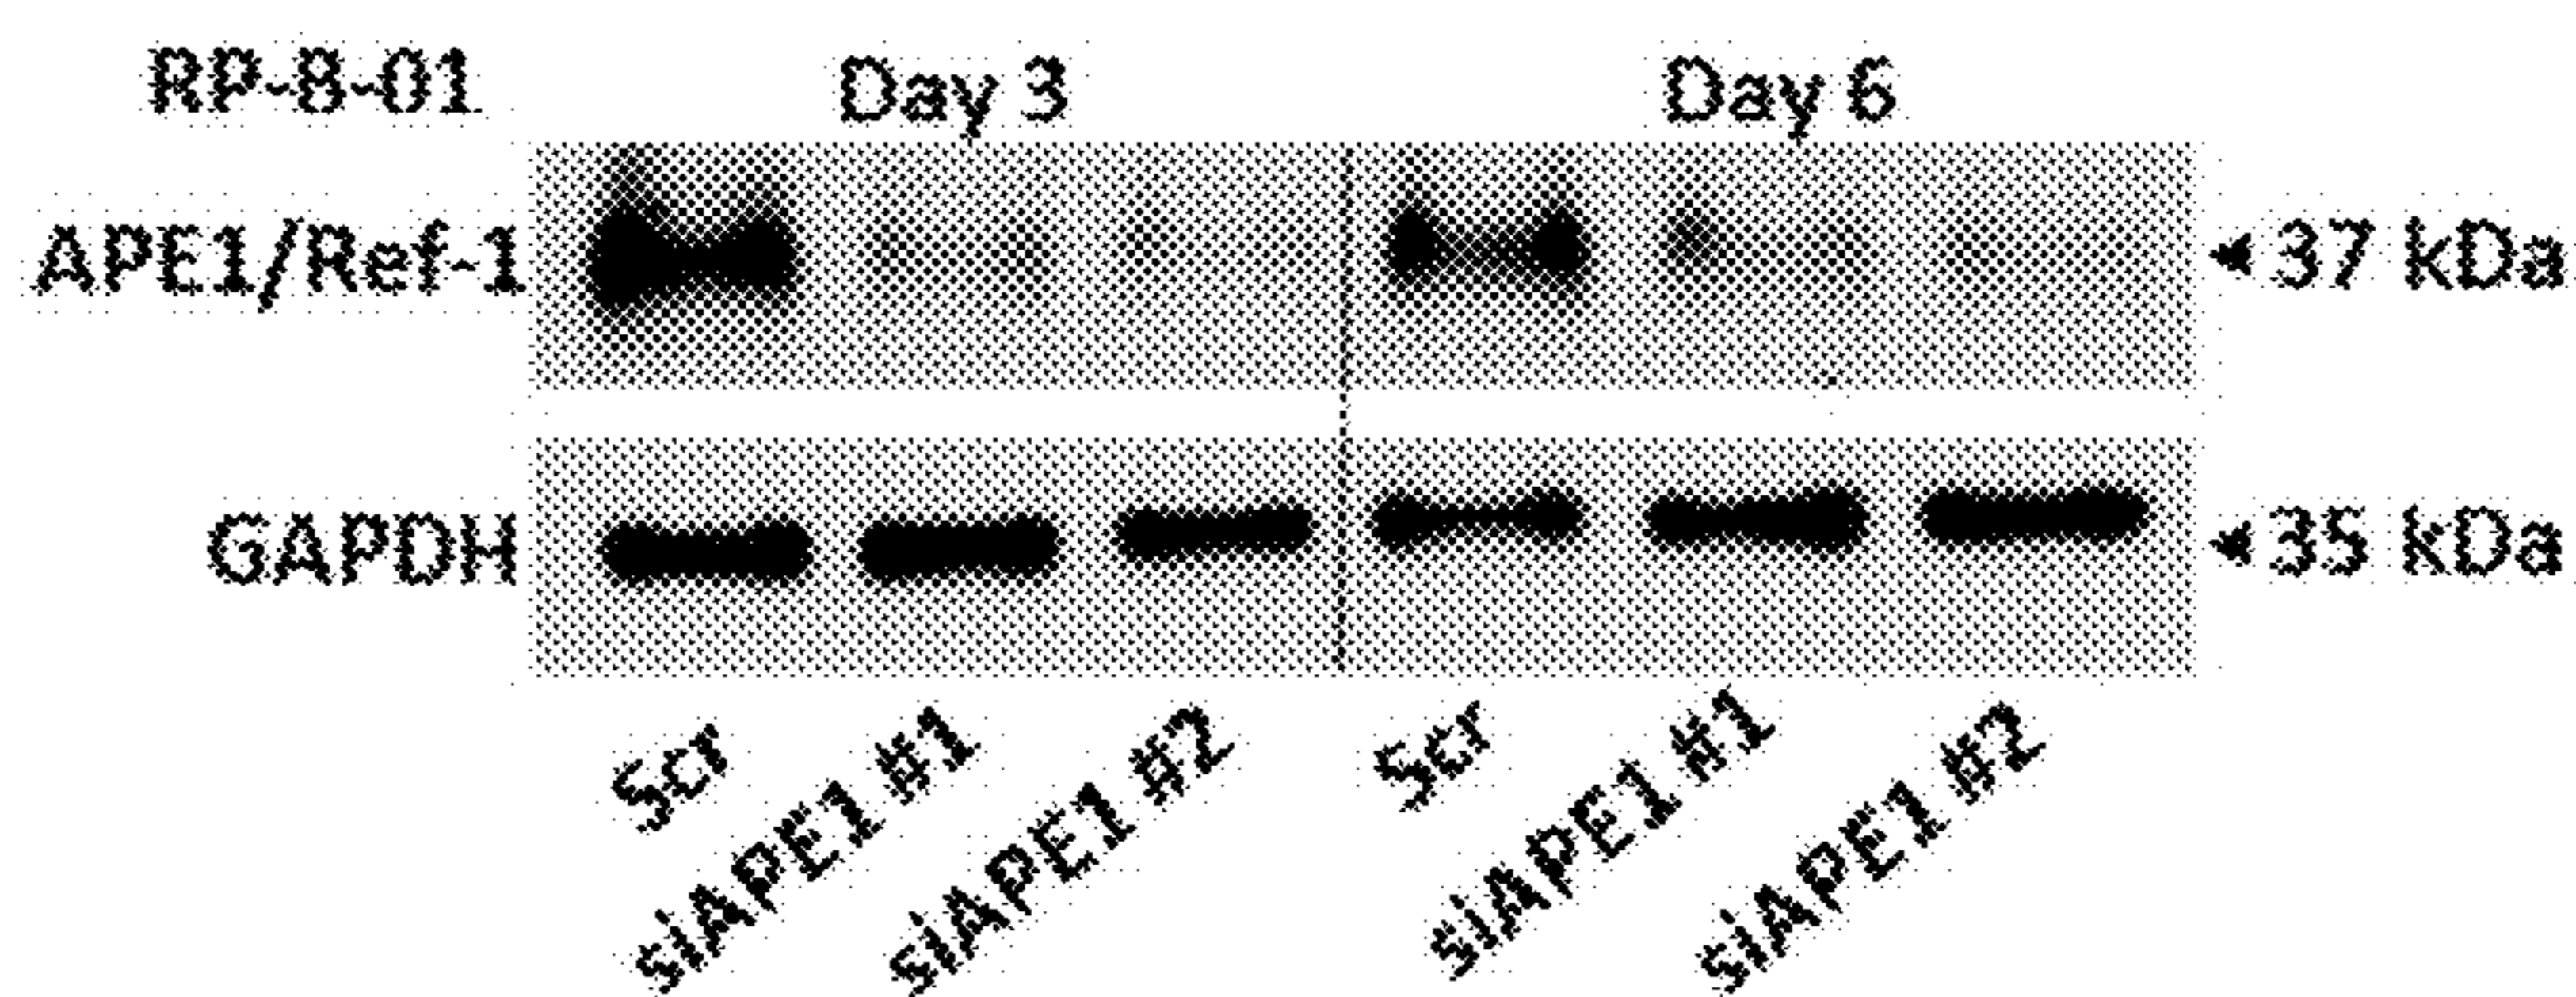 RP-B-01 Day 3 Day 6
APE1/Ref-1 37 kDa
GAPDH 35 kDa
Scr siAPE1 #1 siAPE1 #2 Scr siAPE1 #1 siAPE1 #2